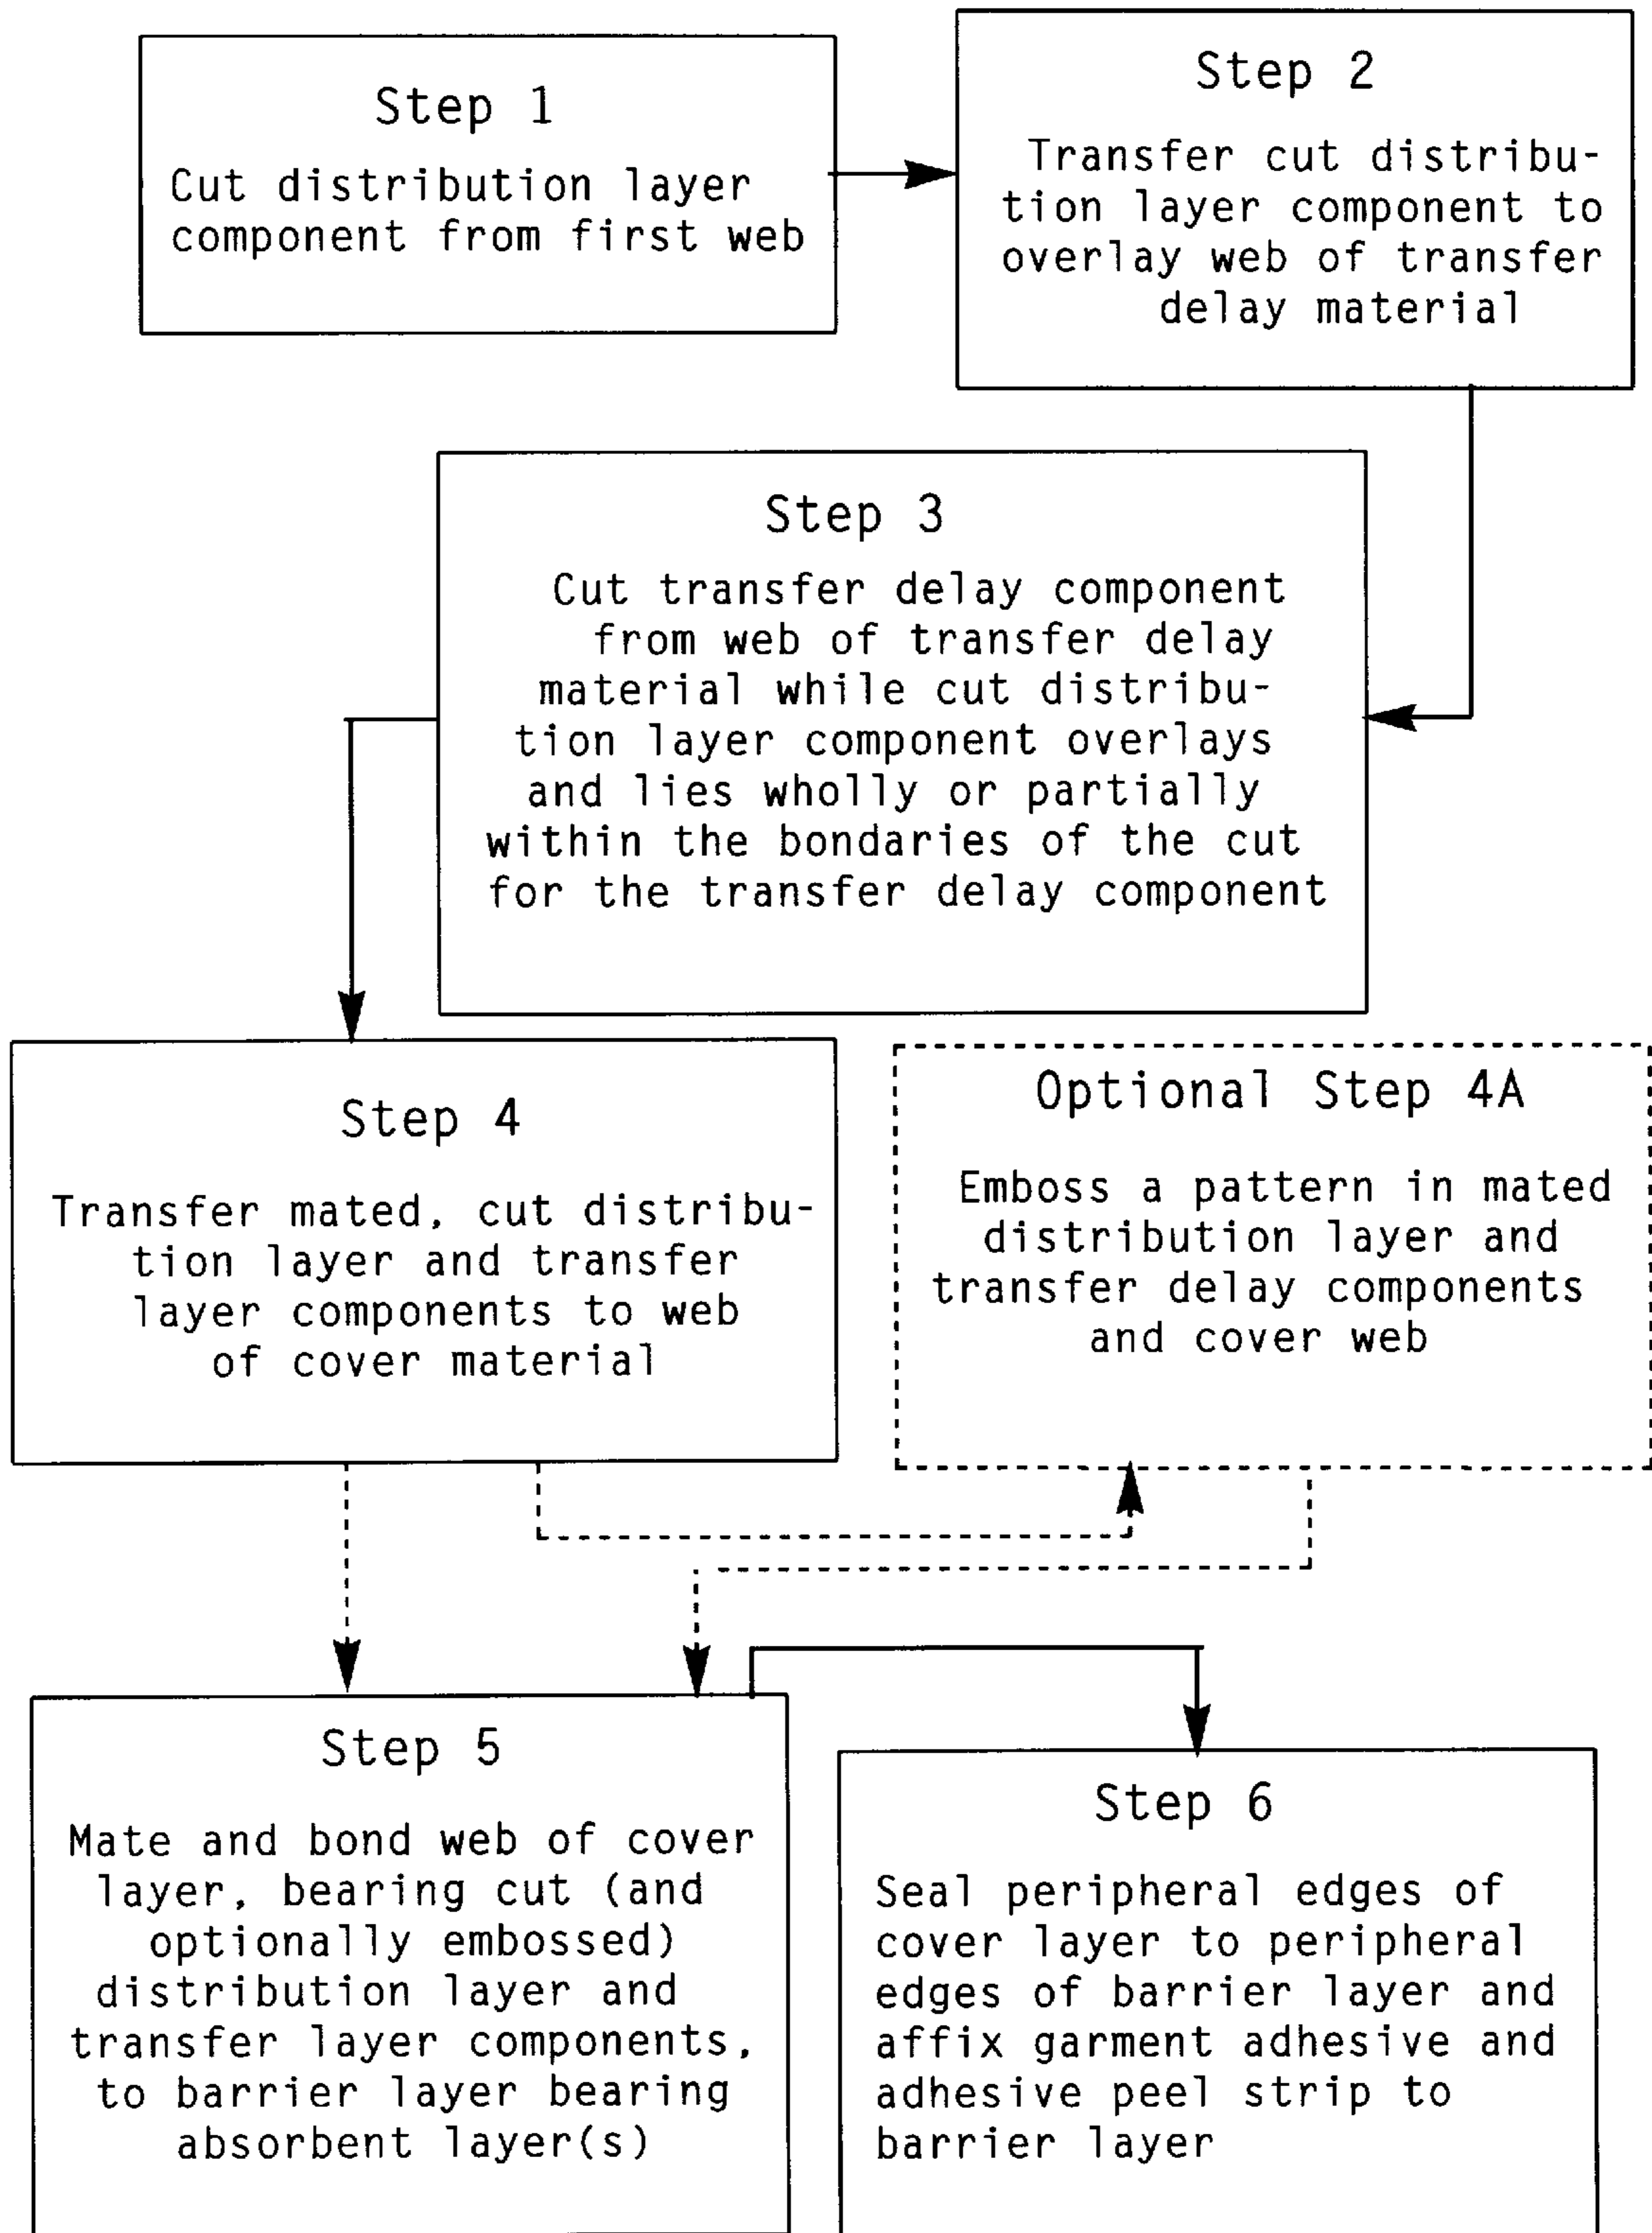 Step 1
Cut distribution layer
component from first web
Step 2
Transfer cut distribu-
tion layer component to
overlay web of transfer
delay material
Step 3
Cut transfer delay component
from web of transfer delay
material while cut distribu-
tion layer component overlays
and lies wholly or partially
within the bondaries of the cut
for the transfer delay component
Step 4
Transfer mated, cut distribu-
tion layer and transfer
layer components to web
of cover material
Optional Step 4A
Emboss a pattern in mated
distribution layer and
transfer delay components
and cover web
Step 5
Mate and bond web of cover
layer, bearing cut (and
optionally embossed)
distribution layer and
transfer layer components,
to barrier layer bearing
absorbent layer(s)
Step 6
Seal peripheral edges of
cover layer to peripheral
edges of barrier layer and
affix garment adhesive and
adhesive peel strip to
barrier layer